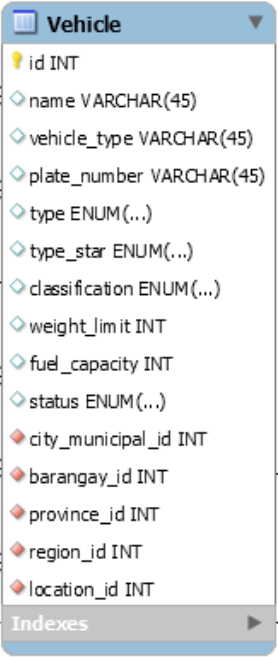 Vehicle
id INT
name VARCHAR(45)
vehicle_type VARCHAR(45)
plate_number VARCHAR(45)
type ENUM(...)
type_star ENUM(...)
classification ENUM(...)
weight_limit INT
fuel_capacity INT
status ENUM(...)
city_municipal_id INT
barangay_id INT
province_id INT
region_id INT
location_id INT
Indexes